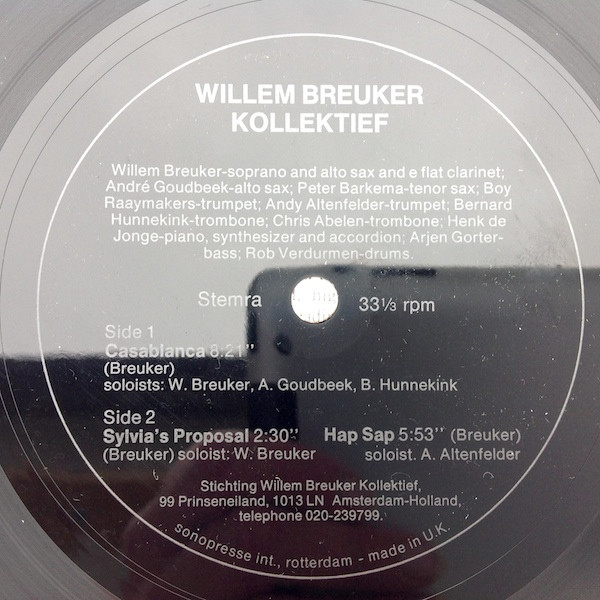 WILLEM BREUKER
KOLLEKTIEF
Willem Breuker-soprano and alto sax and e flat clarinet;
André Goudbeek-alto sax; Peter Barkema-tenor sax; Boy
Raaymakers-trumpet; Andy Altenfelder-trumpet; Bernard
Hunnekink-trombone; Chris Abelen-trombone; Henk de
Jonge-piano, synthesizer and accordion; Arjen Gorter-
bass; Rob Verdurmen-drums.
Stemra 33⅓ rpm
Side 1
Casablanca 8:21''
(Breuker)
soloists: W. Breuker, A. Goudbeek, B. Hunnekink
Side 2
Sylvia's Proposal 2:30'' Hap Sap 5:53'' (Breuker)
(Breuker) soloist: W. Breuker soloist. A. Altenfelder
Stichting Willem Breuker Kollektief,
99 Prinseneiland, 1013 LN Amsterdam-Holland,
telephone 020-239799.
sonopresse int., rotterdam - made in U.K.